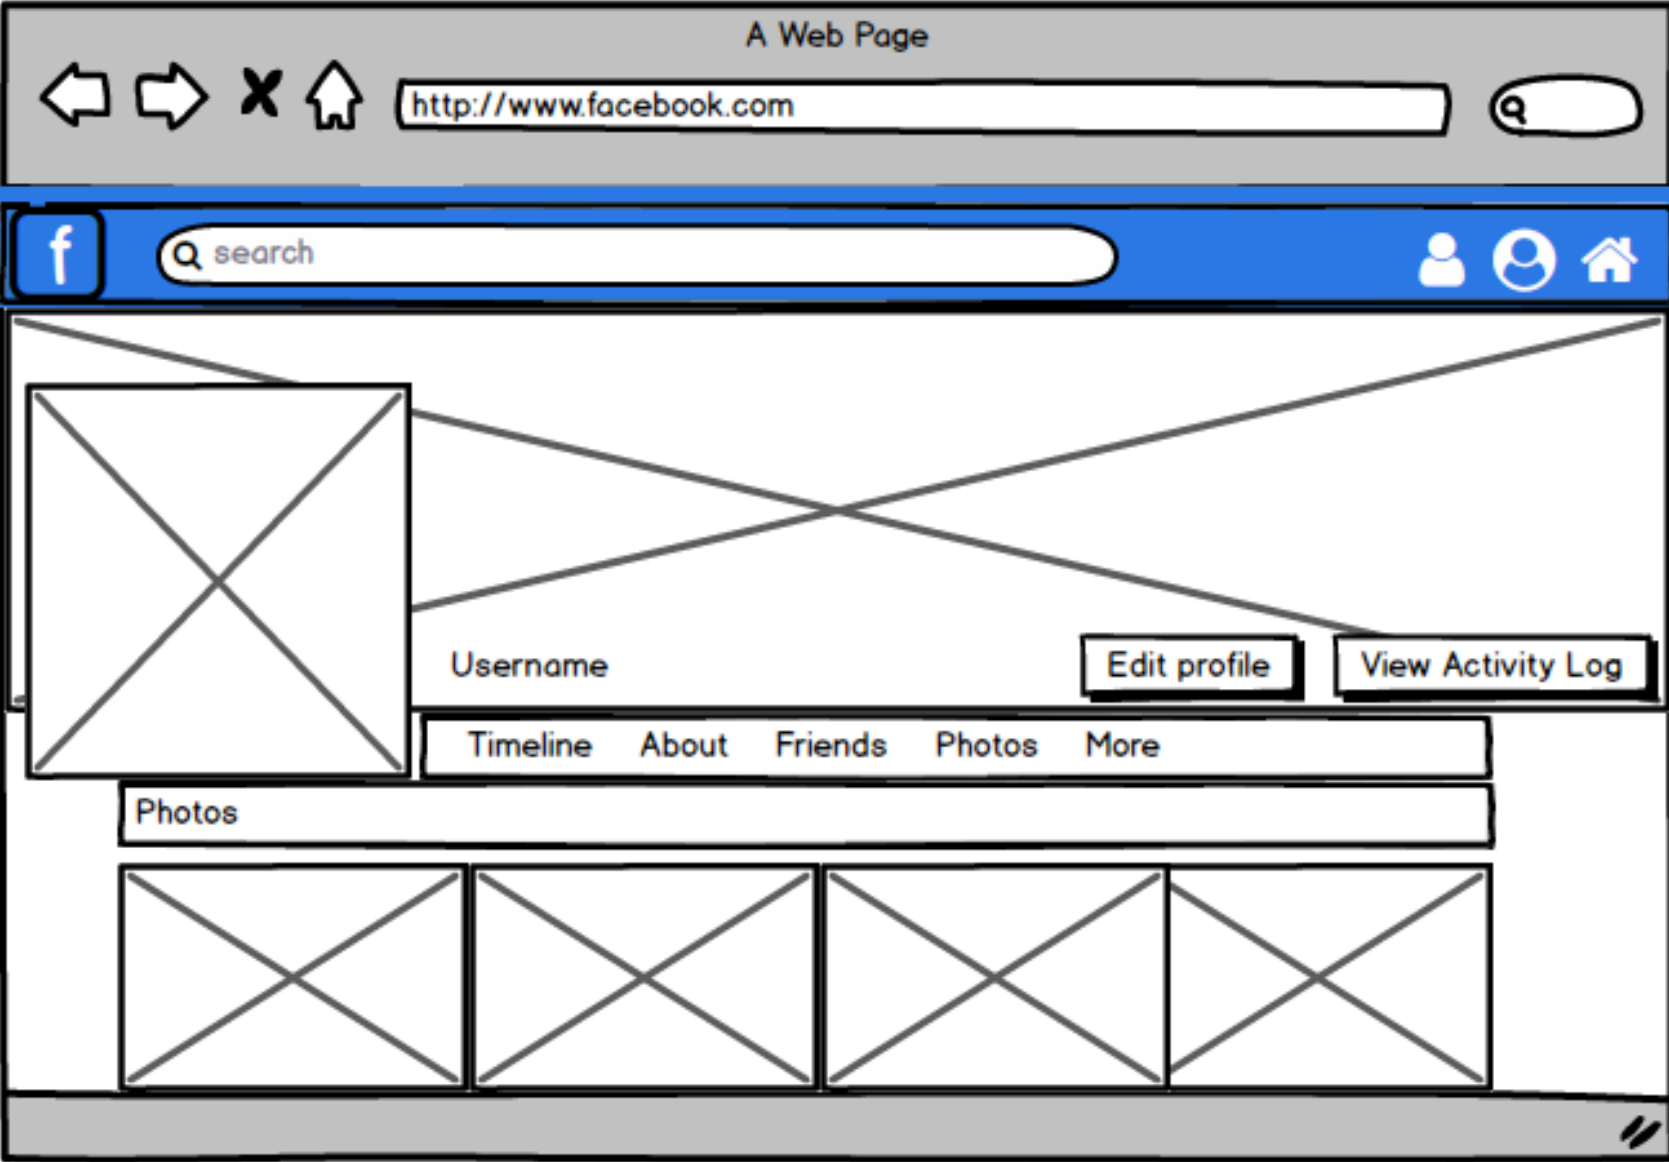 A Web Page
http://www.facebook.com
f
search
Username
Edit profile
View Activity Log
Timeline About Friends Photos More
Photos